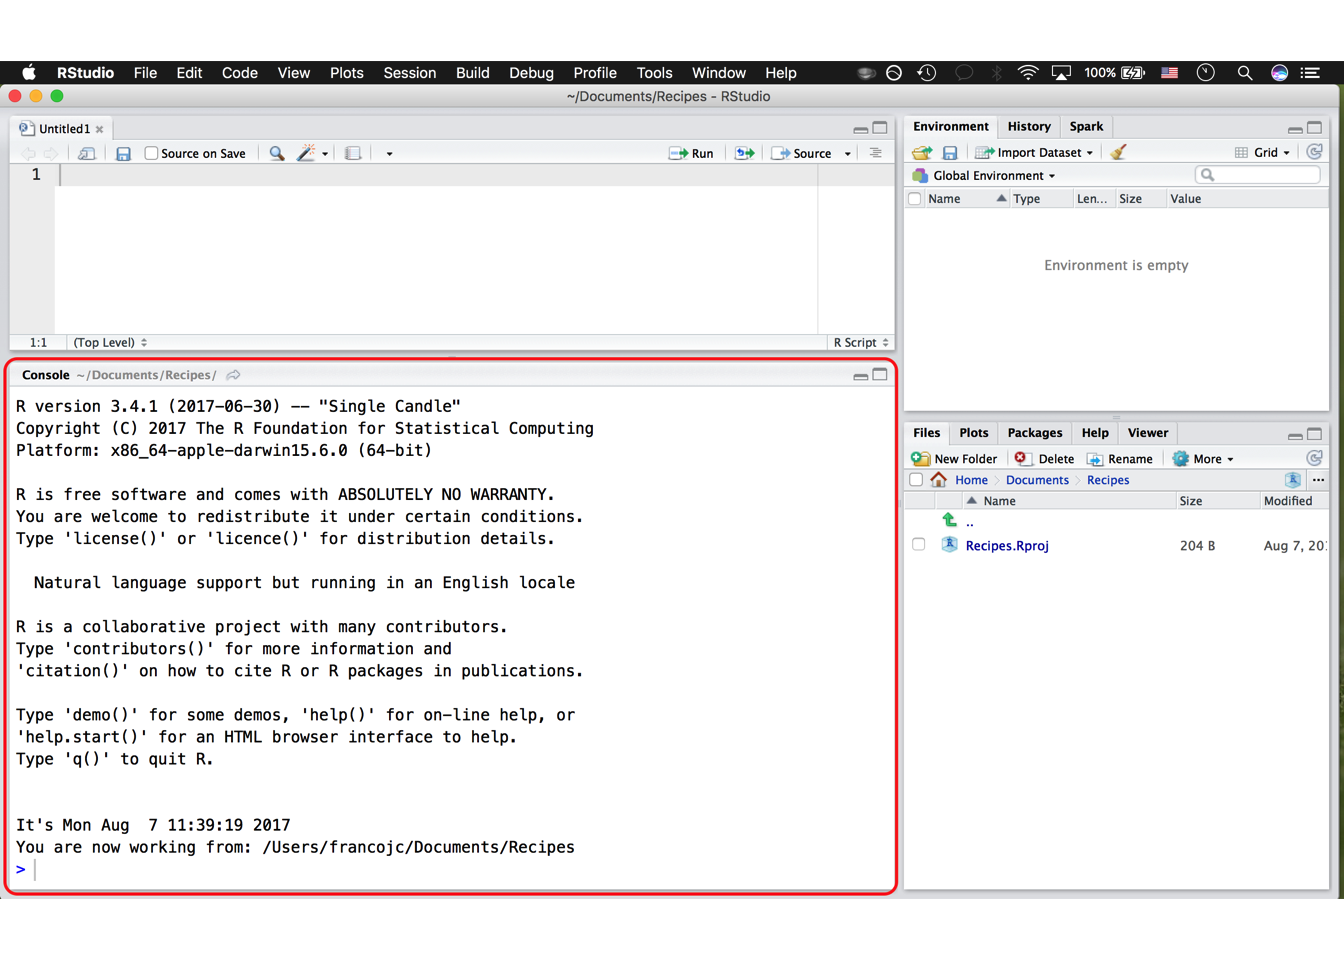 RStudio File Edit Code View Plots Session Build Debug Profile Tools Window Help 100%
~/Documents/Recipes - RStudio
Untitled1
Source on Save Run Source
1
1:1 (Top Level) R Script
Console ~/Documents/Recipes/
R version 3.4.1 (2017-06-30) -- "Single Candle"
Copyright (C) 2017 The R Foundation for Statistical Computing
Platform: x86_64-apple-darwin15.6.0 (64-bit)
R is free software and comes with ABSOLUTELY NO WARRANTY.
You are welcome to redistribute it under certain conditions.
Type 'license()' or 'licence()' for distribution details.
Natural language support but running in an English locale
R is a collaborative project with many contributors.
Type 'contributors()' for more information and
'citation()' on how to cite R or R packages in publications.
Type 'demo()' for some demos, 'help()' for on-line help, or
'help.start()' for an HTML browser interface to help.
Type 'q()' to quit R.
It's Mon Aug  7 11:39:19 2017
You are now working from: /Users/francojc/Documents/Recipes
>
Environment History Spark
Import Dataset Grid
Global Environment
Name Type Len... Size Value
Environment is empty
Files Plots Packages Help Viewer
New Folder Delete Rename More
Home Documents Recipes ...
Name Size Modified
..
Recipes.Rproj 204 B Aug 7, 20